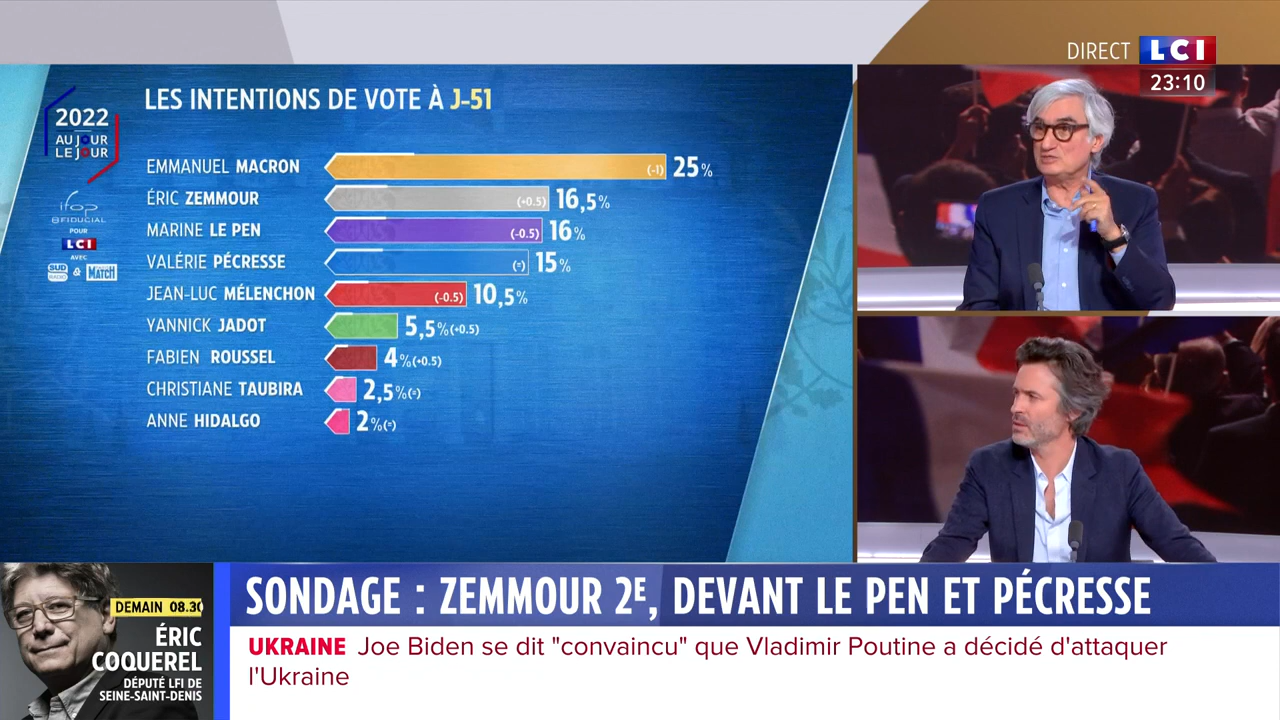 DIRECT LCI
23:10
2022
AU JOUR
LE JOUR
LES INTENTIONS DE VOTE À J-51
EMMANUEL MACRON (-1) 25%
ÉRIC ZEMMOUR (+0.5) 16,5%
MARINE LE PEN (-0.5) 16%
VALÉRIE PÉCRESSE (=) 15%
JEAN-LUC MÉLENCHON (-0.5) 10,5%
YANNICK JADOT 5,5%(+0.5)
FABIEN ROUSSEL 4%(+0.5)
CHRISTIANE TAUBIRA 2,5%(=)
ANNE HIDALGO 2%(=)
ifop
FIDUCIAL
POUR
LCI
AVEC
SUD RADIO & MATCH
DEMAIN 08.30
ÉRIC
COQUEREL
DÉPUTÉ LFI DE
SEINE-SAINT-DENIS
SONDAGE : ZEMMOUR 2E, DEVANT LE PEN ET PÉCRESSE
UKRAINE Joe Biden se dit "convaincu" que Vladimir Poutine a décidé d'attaquer
l'Ukraine